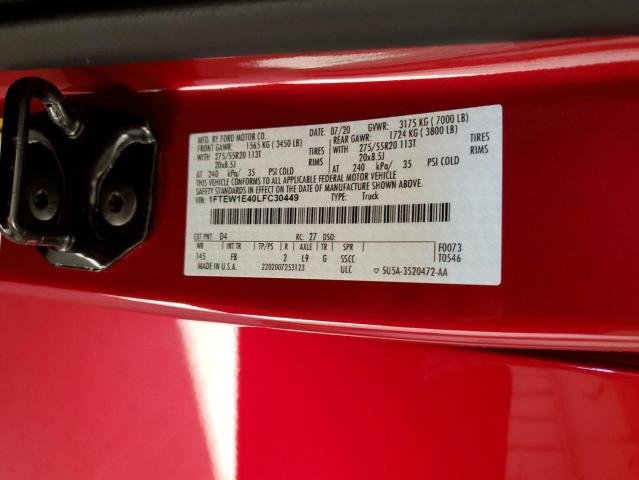 MFD. BY FORD MOTOR CO.
DATE: 07/20 GVWR: 3175 KG ( 7000 LB)
FRONT GAWR: 1565 KG ( 3450 LB) REAR GAWR: 1724 KG ( 3800 LB)
WITH 275/55R20 113T TIRES WITH 275/55R20 113T TIRES
20x8.5J RIMS 20x8.5J RIMS
AT 240 kPa/ 35 PSI COLD AT 240 kPa/ 35 PSI COLD
THIS VEHICLE CONFORMS TO ALL APPLICABLE FEDERAL MOTOR VEHICLE
SAFETY STANDARDS IN EFFECT ON THE DATE OF MANUFACTURE SHOWN ABOVE.
VIN: 1FTEW1E40LFC30449 TYPE: Truck
EXT PNT: D4 RC: 27 DSO: F0073
WB INT TR TP/PS R AXLE TR SPR T0546
145 FB 2 L9 G SSCC
MADE IN U.S.A. 2202007253123 ULC 5U5A-3520472-AA